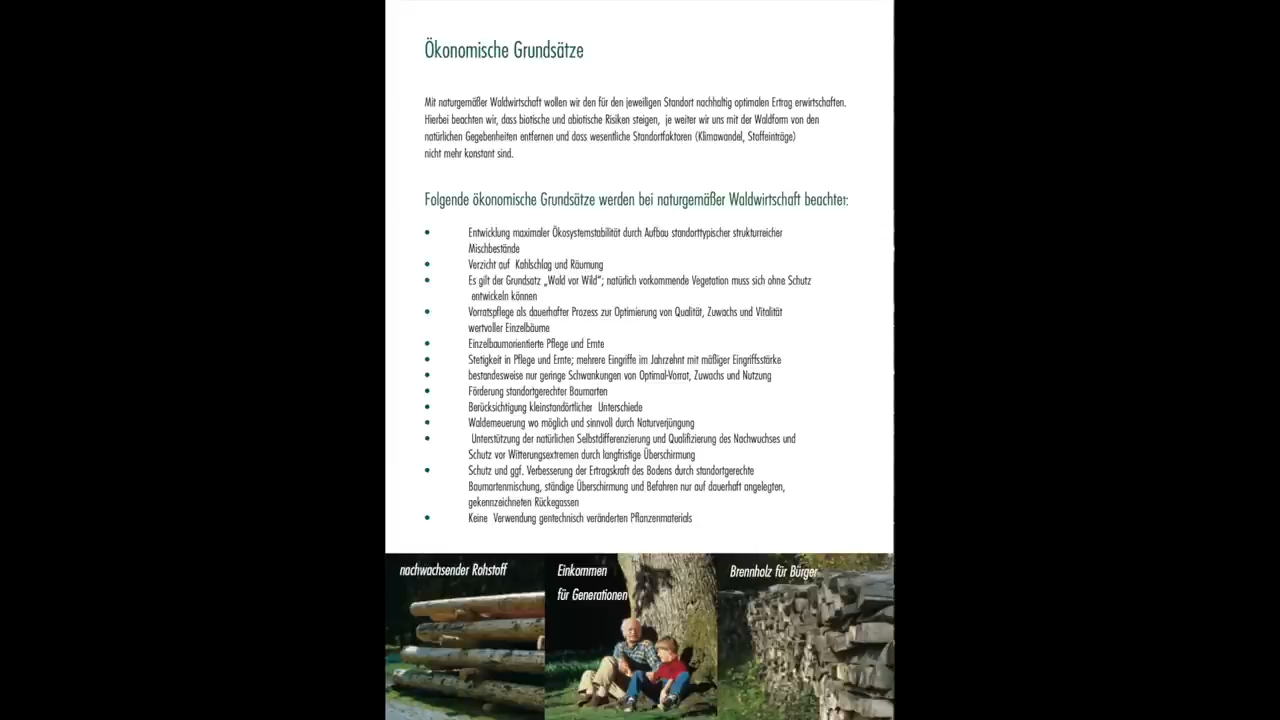 Ökonomische Grundsätze
Mit naturgemäßer Waldwirtschaft wollen wir den für den jeweiligen Standort nachhaltig optimalen Ertrag erwirtschaften.
Hierbei beachten wir, dass biotische und abiotische Risiken steigen, je weiter wir uns mit der Waldform von den
natürlichen Gegebenheiten entfernen und dass wesentliche Standortfaktoren (Klimawandel, Stoffeinträge)
nicht mehr konstant sind.
Folgende ökonomische Grundsätze werden bei naturgemäßer Waldwirtschaft beachtet:
• Entwicklung maximaler Ökosystemstabilität durch Aufbau standorttypischer strukturreicher
Mischbestände
• Verzicht auf Kahlschlag und Räumung
• Es gilt der Grundsatz „Wald vor Wild“; natürlich vorkommende Vegetation muss sich ohne Schutz
entwickeln können
• Vorratspflege als dauerhafter Prozess zur Optimierung von Qualität, Zuwachs und Vitalität
wertvoller Einzelbäume
• Einzelbaumorientierte Pflege und Ernte
• Stetigkeit in Pflege und Ernte; mehrere Eingriffe im Jahrzehnt mit mäßiger Eingriffsstärke
• bestandesweise nur geringe Schwankungen von Optimal-Vorrat, Zuwachs und Nutzung
• Förderung standortgerechter Baumarten
• Berücksichtigung kleinstandörtlicher Unterschiede
• Walderneuerung wo möglich und sinnvoll durch Naturverjüngung
• Unterstützung der natürlichen Selbstdifferenzierung und Qualifizierung des Nachwuchses und
Schutz vor Witterungsextremen durch langfristige Überschirmung
• Schutz und ggf. Verbesserung der Ertragskraft des Bodens durch standortgerechte
Baumartenmischung, ständige Überschirmung und Befahren nur auf dauerhaft angelegten,
gekennzeichneten Rückegassen
• Keine Verwendung gentechnisch veränderten Pflanzenmaterials
nachwachsender Rohstoff
Einkommen
für Generationen
Brennholz für Bürger